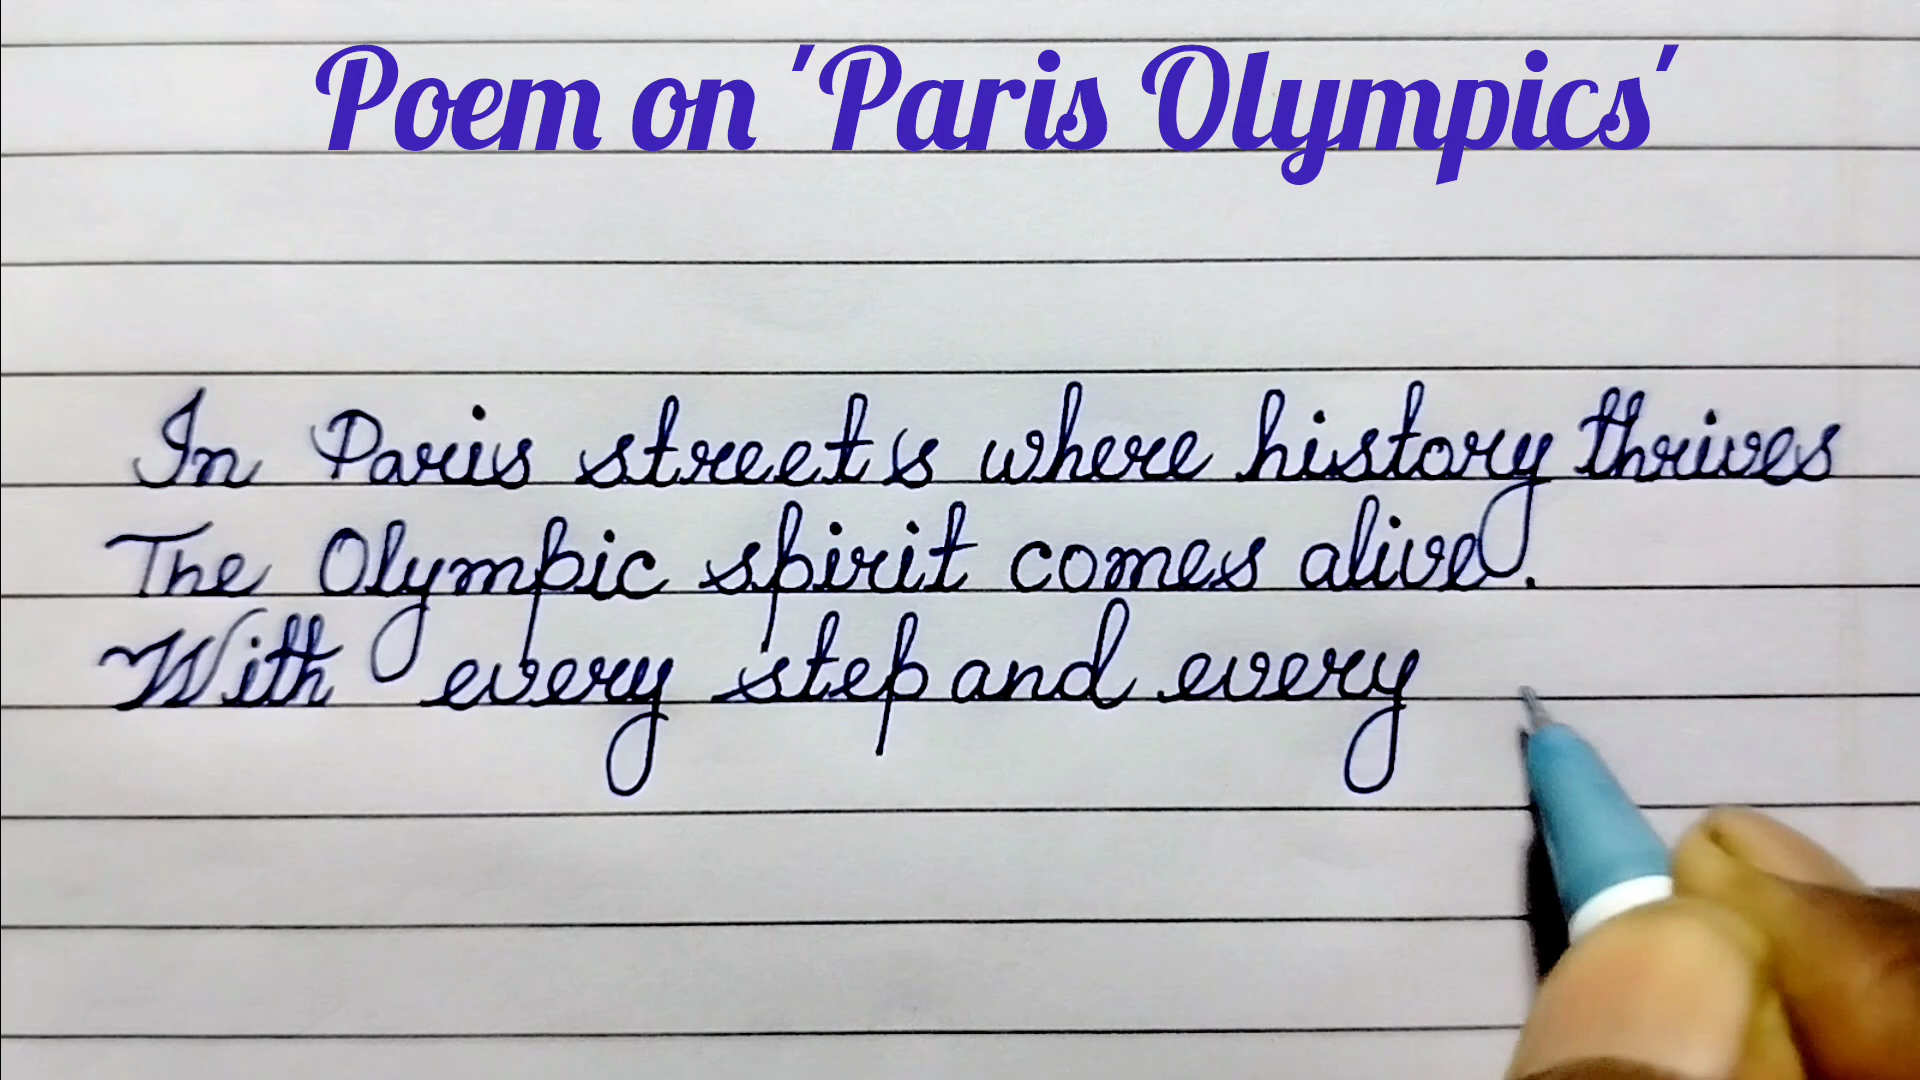 Poem on 'Paris Olympics'
In Paris streets where history thrives
The Olympic spirit comes alive.
With every step and every